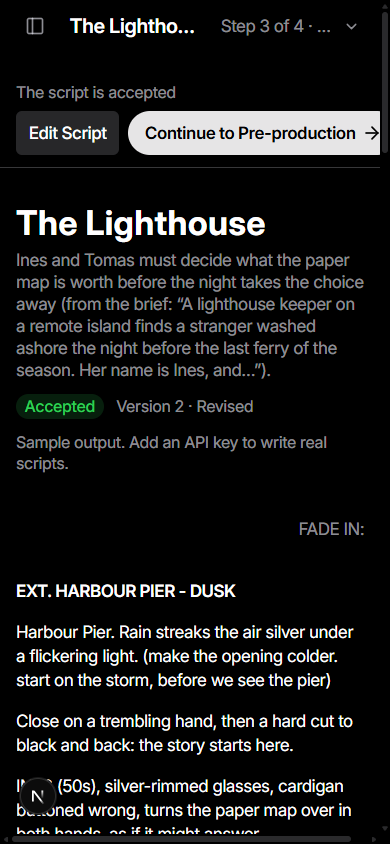 The Lightho...
Step 3 of 4 · ...
The script is accepted
Edit Script
Continue to Pre-production →
The Lighthouse
Ines and Tomas must decide what the paper
map is worth before the night takes the choice
away (from the brief: “A lighthouse keeper on
a remote island finds a stranger washed
ashore the night before the last ferry of the
season. Her name is Ines, and...”).
Accepted
Version 2 · Revised
Sample output. Add an API key to write real
scripts.
FADE IN:
EXT. HARBOUR PIER - DUSK
Harbour Pier. Rain streaks the air silver under
a flickering light. (make the opening colder.
start on the storm, before we see the pier)
Close on a trembling hand, then a hard cut to
black and back: the story starts here.
(50s), silver-rimmed glasses, cardigan
wrong, turns the paper map over in
both hands, as if it might answer
N